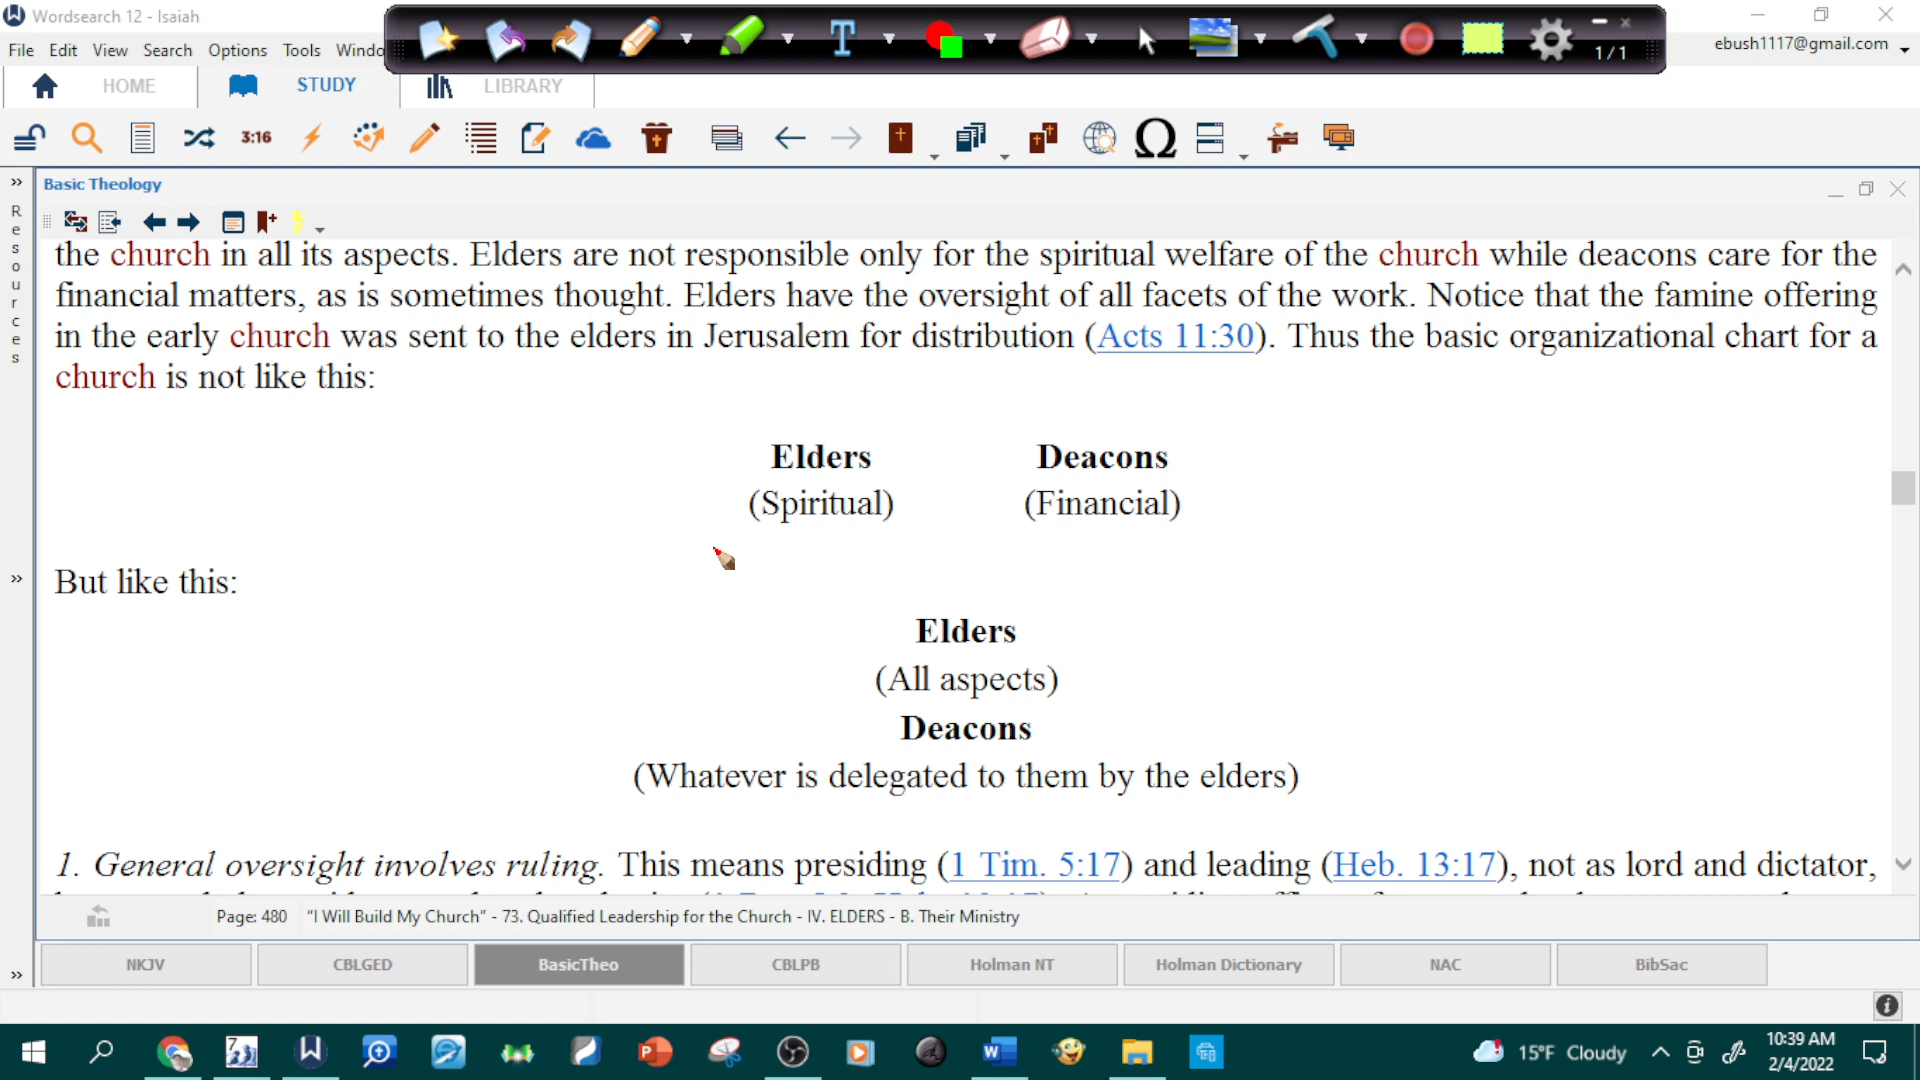 Wordsearch 12 - Isaiah
File Edit View Search Options Tools Windo
1/1
ebush1117@gmail.com
HOME STUDY LIBRARY
3:16
Basic Theology
Resources
the church in all its aspects. Elders are not responsible only for the spiritual welfare of the church while deacons care for the
financial matters, as is sometimes thought. Elders have the oversight of all facets of the work. Notice that the famine offering
in the early church was sent to the elders in Jerusalem for distribution (Acts 11:30). Thus the basic organizational chart for a
church is not like this:
Elders Deacons
(Spiritual) (Financial)
But like this:
Elders
(All aspects)
Deacons
(Whatever is delegated to them by the elders)
1. General oversight involves ruling. This means presiding (1 Tim. 5:17) and leading (Heb. 13:17), not as lord and dictator,
Page: 480 "I Will Build My Church" - 73. Qualified Leadership for the Church - IV. ELDERS - B. Their Ministry
NKJV CBLGED BasicTheo CBLPB Holman NT Holman Dictionary NAC BibSac
15°F Cloudy
10:39 AM
2/4/2022